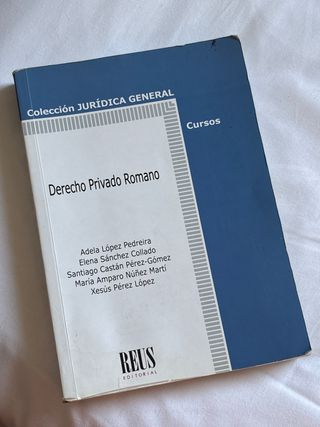 Colección JURÍDICA GENERAL
Cursos
Derecho Privado Romano
Adela López Pedreira
Elena Sánchez Collado
Santiago Castán Pérez-Gómez
María Amparo Núñez Martí
Xesús Pérez López
REUS
EDITORIAL